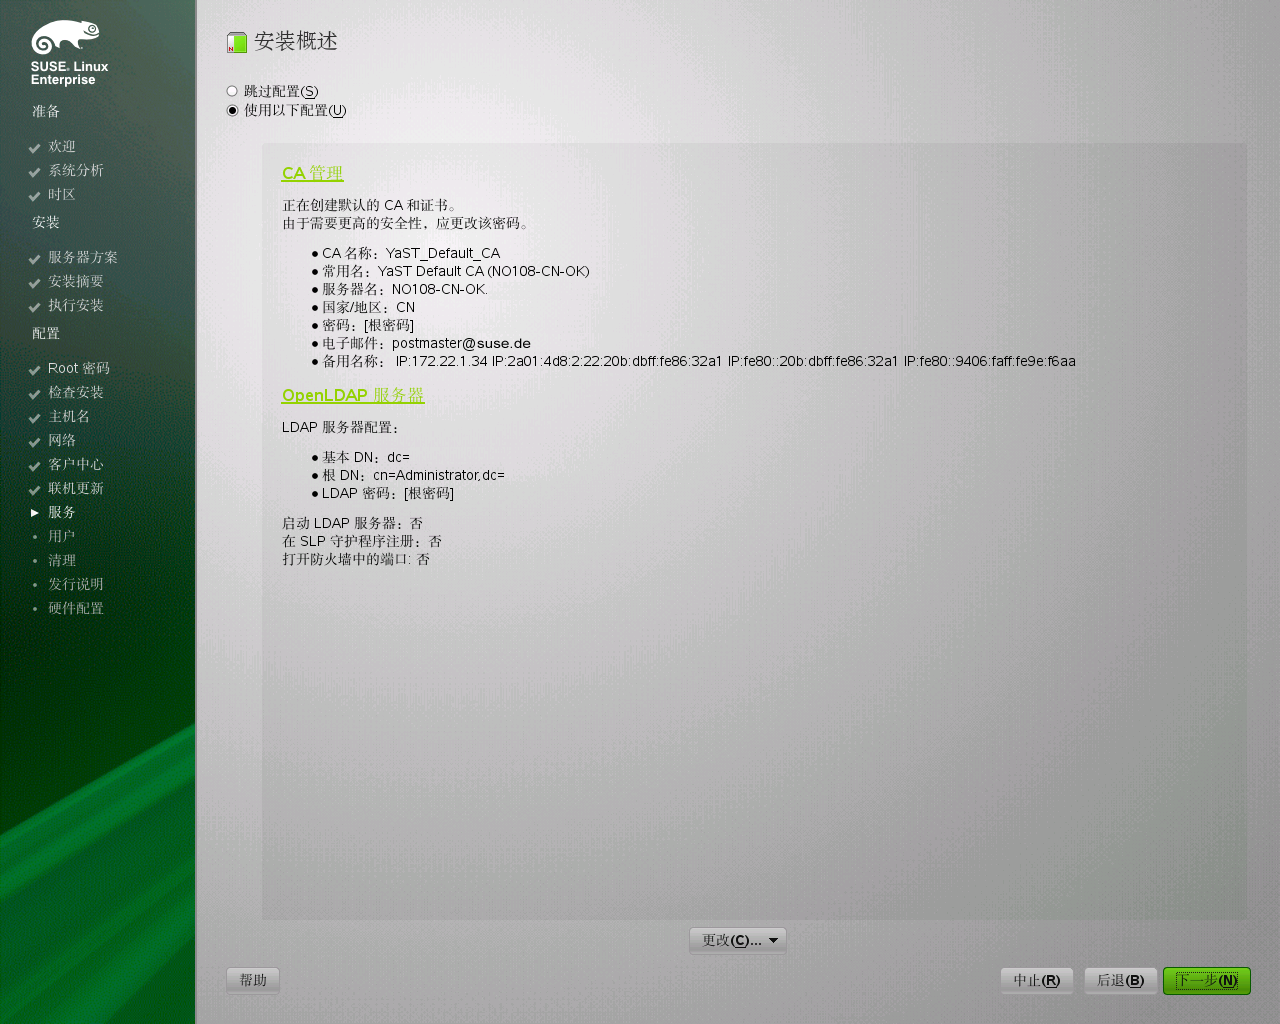 SUSE. Linux
Enterprise
准备
欢迎
系统分析
时区
安装
服务器方案
安装摘要
执行安装
配置
Root 密码
检查安装
主机名
网络
客户中心
联机更新
服务
用户
清理
发行说明
硬件配置
安装概述
跳过配置(S)
使用以下配置(U)
CA 管理
正在创建默认的 CA 和证书。
由于需要更高的安全性，应更改该密码。
● CA 名称：YaST_Default_CA
● 常用名：YaST Default CA (NO108-CN-OK)
● 服务器名：NO108-CN-OK.
● 国家/地区：CN
● 密码：[根密码]
● 电子邮件：postmaster@suse.de
● 备用名称： IP:172.22.1.34 IP:2a01:4d8:2:22:20b:dbff:fe86:32a1 IP:fe80::20b:dbff:fe86:32a1 IP:fe80::9406:faff:fe9e:f6aa
OpenLDAP 服务器
LDAP 服务器配置：
● 基本 DN：dc=
● 根 DN：cn=Administrator,dc=
● LDAP 密码：[根密码]
启动 LDAP 服务器：否
在 SLP 守护程序注册：否
打开防火墙中的端口: 否
更改(C)...
帮助
中止(R)
后退(B)
下一步(N)